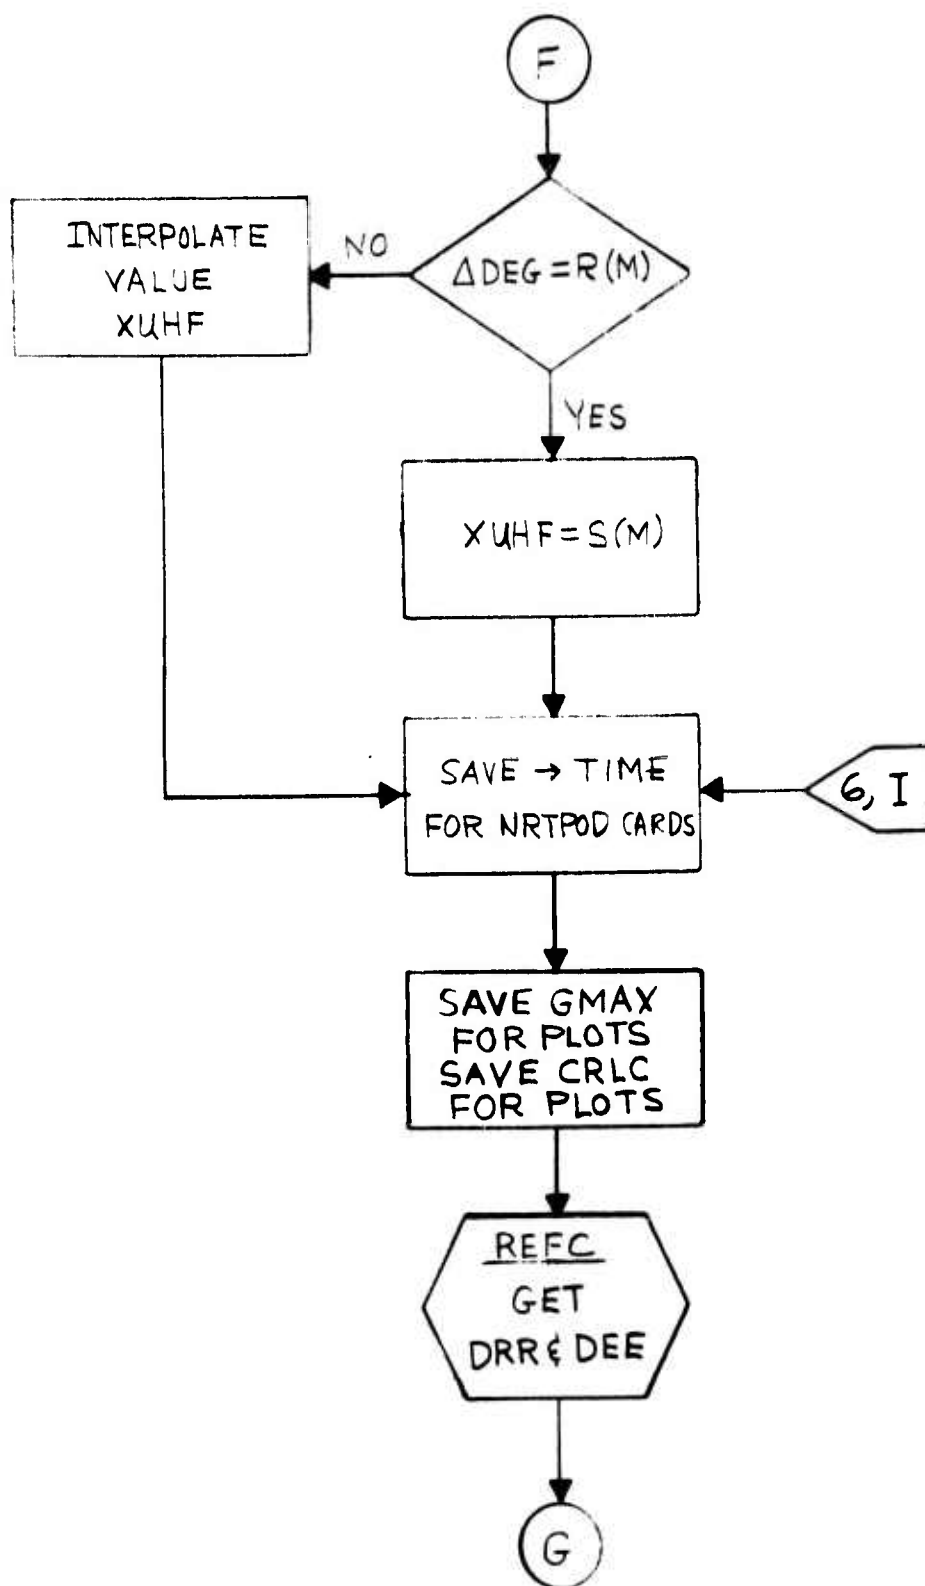 F
ΔDEG=R(M)
NO
INTERPOLATE
VALUE
XUHF
YES
XUHF=S(M)
SAVE → TIME
FOR NRTPOD CARDS
6, I
SAVE GMAX
FOR PLOTS
SAVE CRLC
FOR PLOTS
REFC
GET
DRR & DEE
G